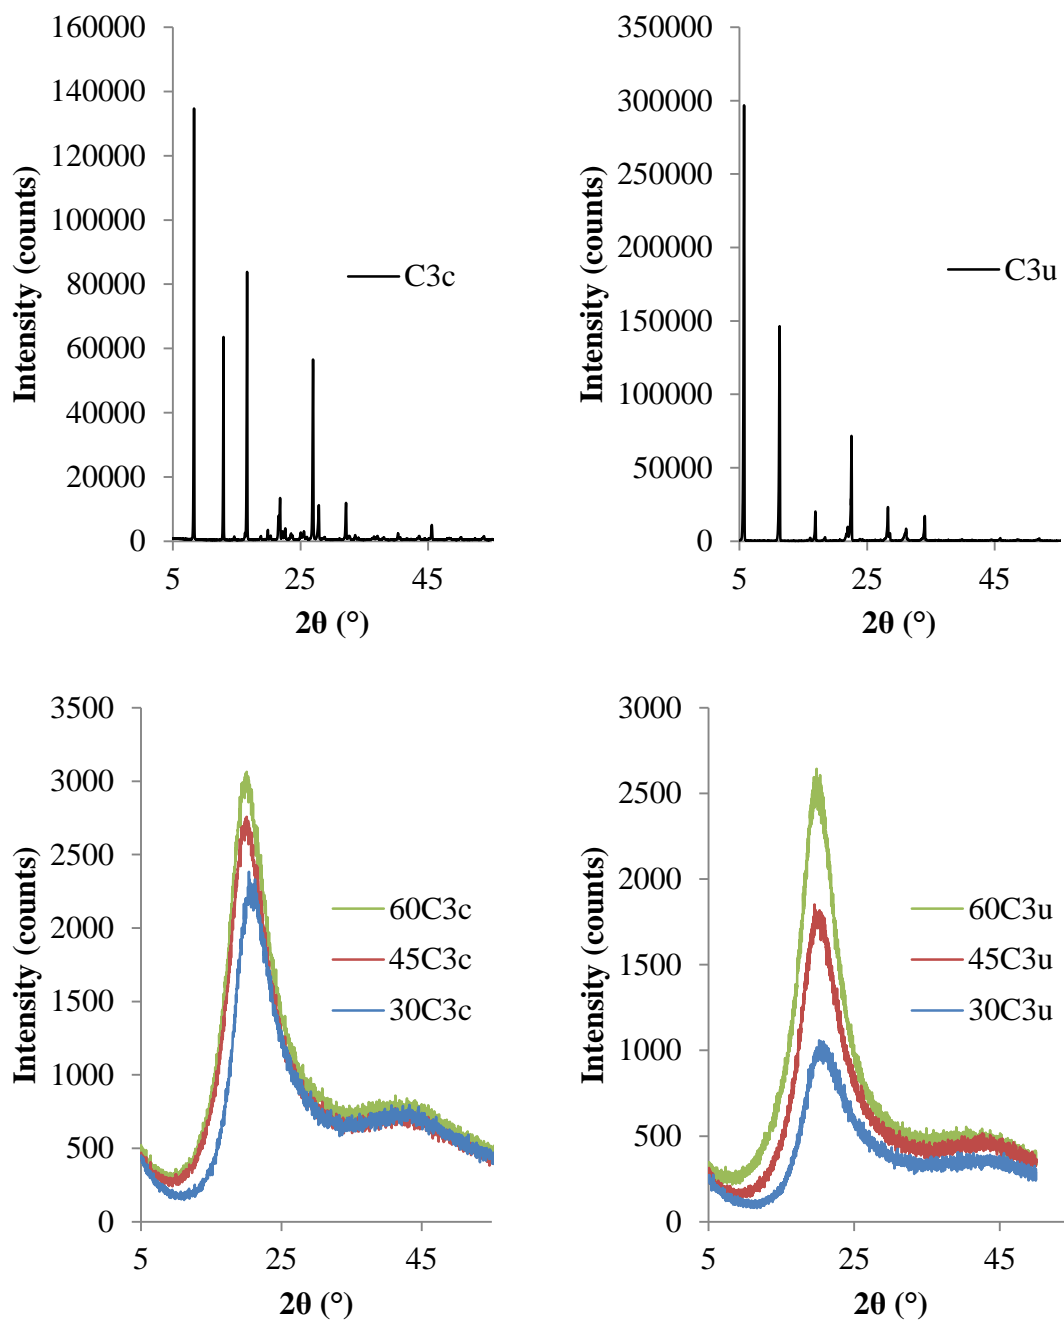 160000
140000
120000
100000
80000
60000
40000
20000
0
5 25 45
2θ (°)
Intensity (counts)
C3c
350000
300000
250000
200000
150000
100000
50000
0
5 25 45
2θ (°)
Intensity (counts)
C3u
3500
3000
2500
2000
1500
1000
500
0
5 25 45
2θ (°)
Intensity (counts)
60C3c
45C3c
30C3c
3000
2500
2000
1500
1000
500
0
5 25 45
2θ (°)
Intensity (counts)
60C3u
45C3u
30C3u